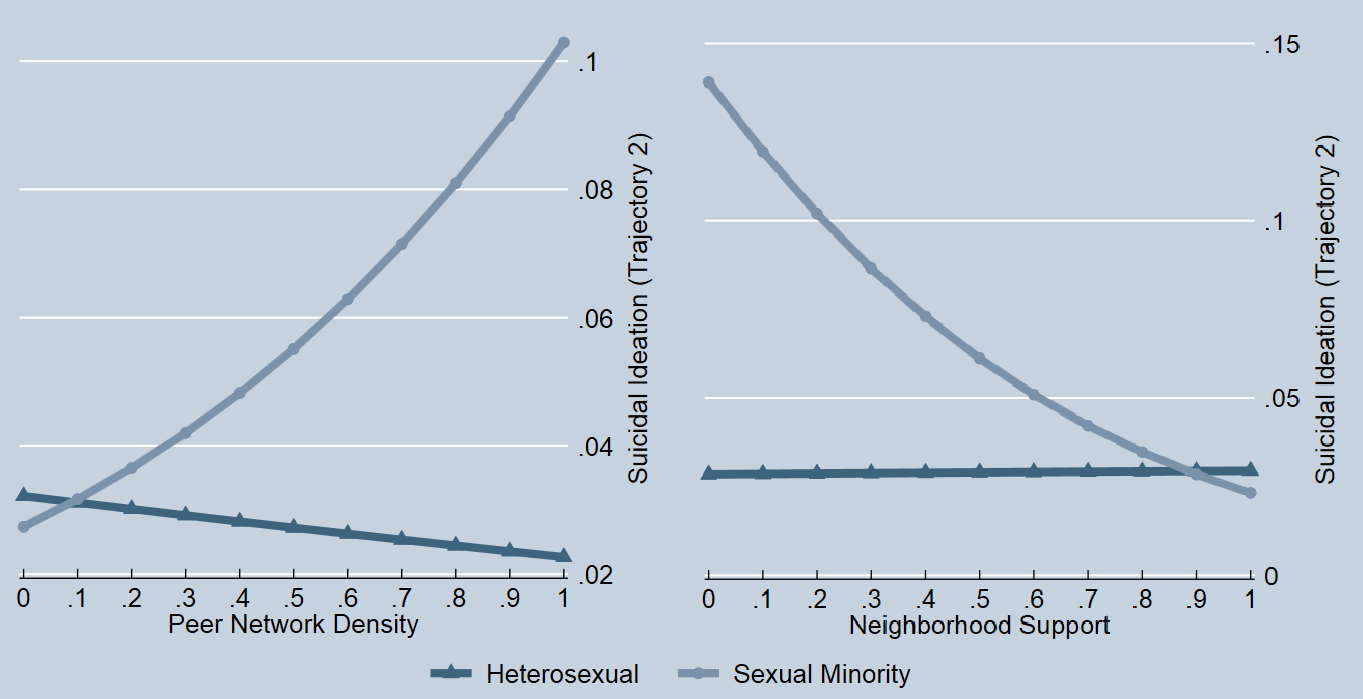 .1
.08
.06
.04
.02
Suicidal Ideation (Trajectory 2)
0 .1 .2 .3 .4 .5 .6 .7 .8 .9 1
Peer Network Density
.15
.1
.05
0
Suicidal Ideation (Trajectory 2)
0 .1 .2 .3 .4 .5 .6 .7 .8 .9 1
Neighborhood Support
Heterosexual Sexual Minority